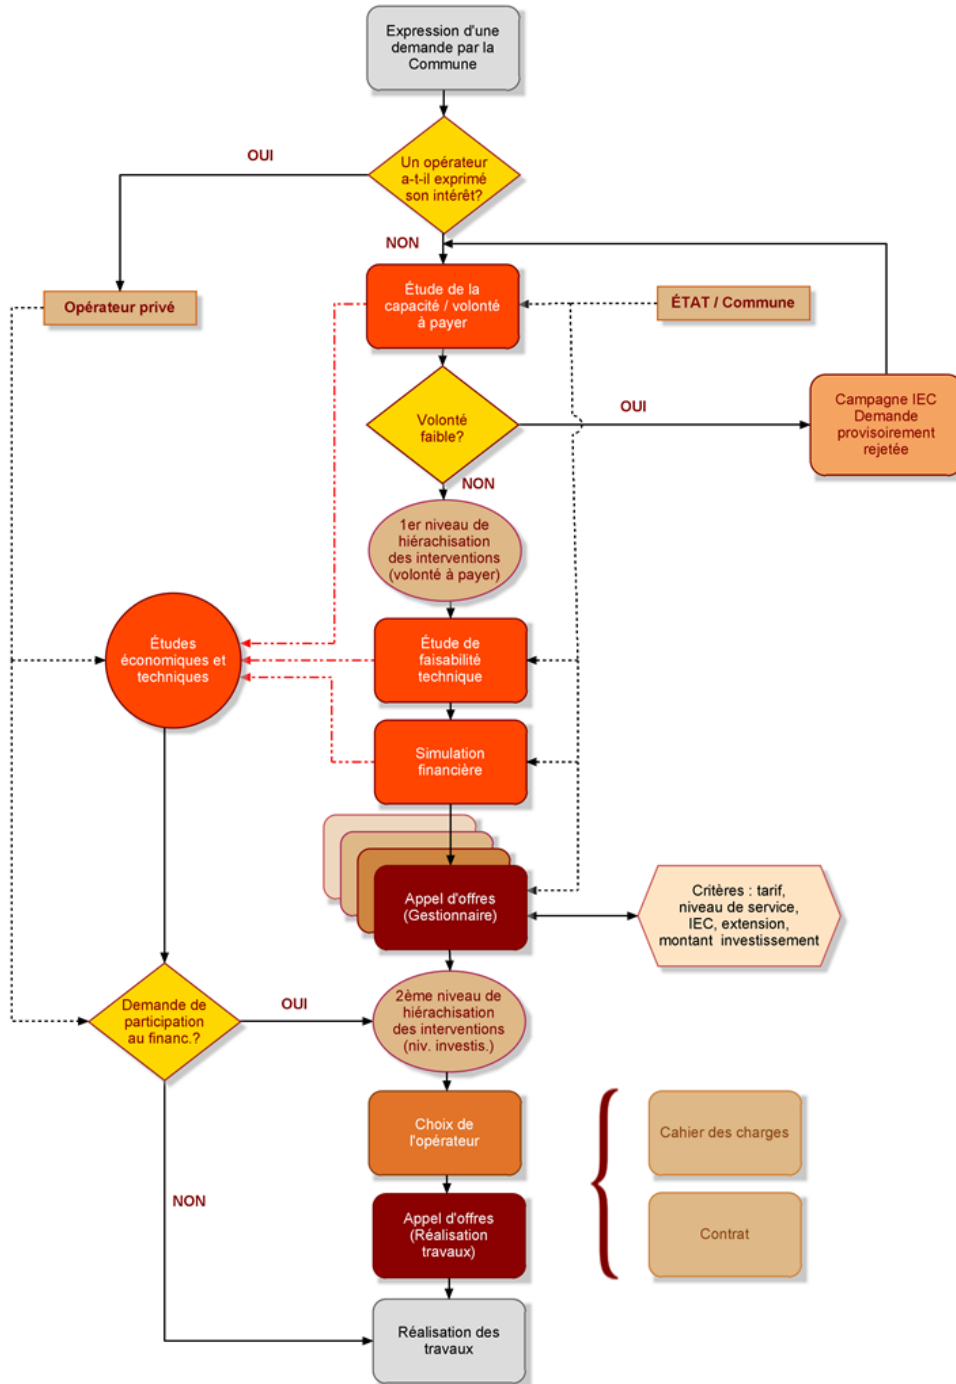 Expression d'une
demande par la
Commune
OUI
Un opérateur
a-t-il exprimé
son intérêt?
NON
Opérateur privé
Étude de la
capacité / volonté
à payer
ÉTAT / Commune
Volonté
faible?
OUI
Campagne IEC
Demande
provisoirement
rejetée
NON
1er niveau de
hiérachisation
des interventions
(volonté à payer)
Études
économiques et
techniques
Étude de
faisabilité
technique
Simulation
financière
Appel d'offres
(Gestionnaire)
Critères : tarif,
niveau de service,
IEC, extension,
montant investissement
Demande de
participation
au financ.?
OUI
2ème niveau de
hiérachisation
des interventions
(niv. investis.)
Choix de
l'opérateur
Cahier des charges
NON
Appel d'offres
(Réalisation
travaux)
Contrat
Réalisation des
travaux